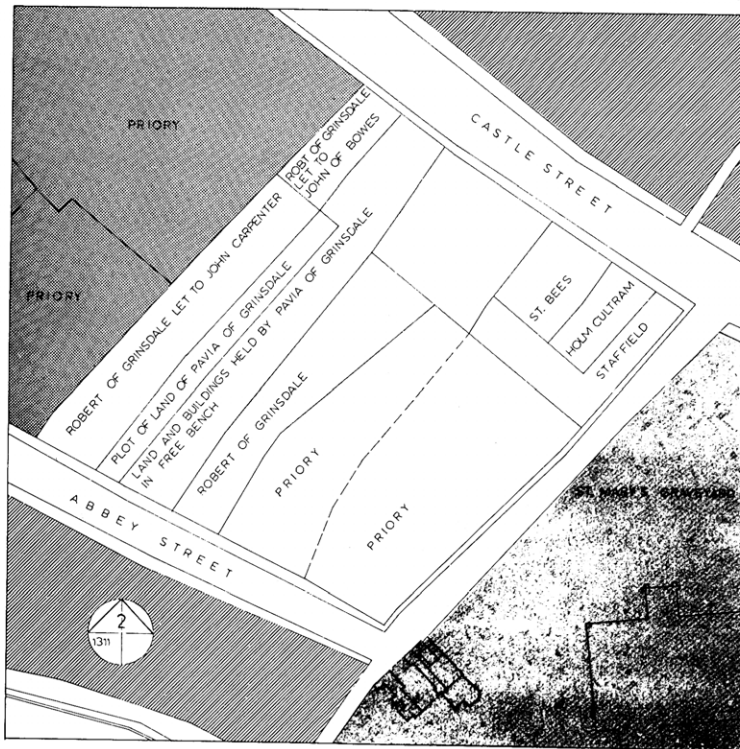 PRIORY
CASTLE STREET
ROBT OF GRINSDALE
LET TO
JOHN OF BOWES
PRIORY
ROBERT OF GRINSDALE LET TO JOHN CARPENTER
PLOT OF LAND OF PAVIA OF GRINSDALE
LAND AND BUILDINGS HELD BY PAVIA OF GRINSDALE
IN FREE BENCH
ROBERT OF GRINSDALE
PRIORY
PRIORY
ST. BEES
HOLM CULTRAM
STAFFIELD
ST. MARY'S GRAVEYARD
ABBEY STREET
2
1311